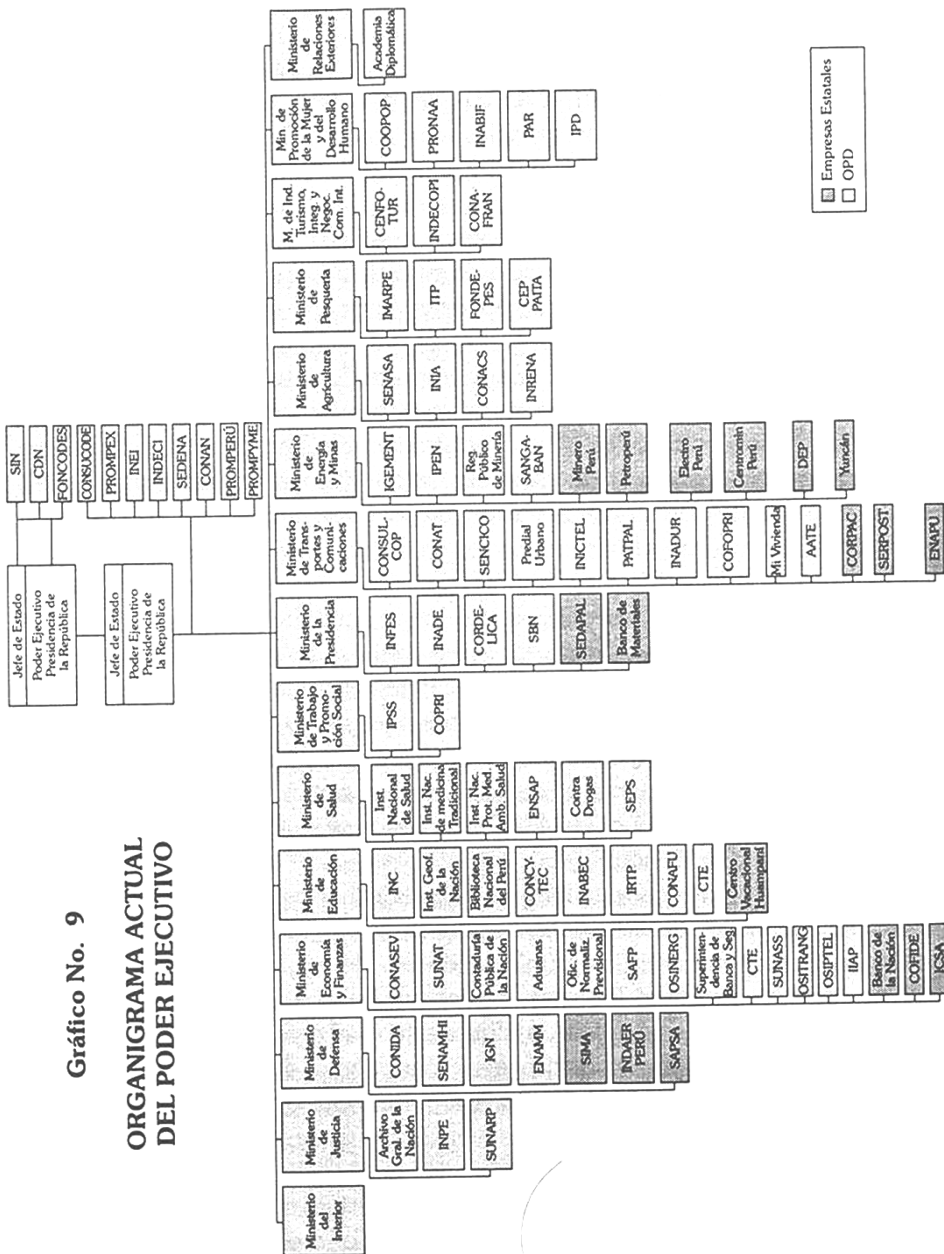 Gráfico No. 9
ORGANIGRAMA ACTUAL
DEL PODER EJECUTIVO
Jefe de Estado
Poder Ejecutivo
Presidencia de
la República
Jefe de Estado
Poder Ejecutivo
Presidencia de
la República
SIN
CDN
FONCODES
CONSUCODE
PROMPEX
INEI
INDECI
SEDENA
CONAN
PROMPERÚ
PROMPYME
Ministerio
del
Interior
Ministerio
de
Justicia
Archivo
Gral. de la
Nación
INPE
SUNARP
Ministerio
de
Defensa
CONIDA
SENAMHI
IGN
ENAMM
SIMA
INDAER
PERÚ
SAPSA
Ministerio
de
Economía
y Finanzas
CONASEV
SUNAT
Contaduría
Pública de
la Nación
Aduanas
Ofic. de
Normaliz.
Previsional
SAFP
OSINERG
Superinten-
dencia de
Banca y Seg.
CTE
SUNASS
OSITRANG
OSIPTEL
IIAP
Banco de
la Nación
COFIDE
ICSA
Ministerio
de
Educación
INC
Inst. Geof.
de la
Nación
Biblioteca
Nacional
del Perú
CONCY-
TEC
INABEC
IRTP
CONAFU
CTE
Centro
Vacacional
Huampaní
Ministerio
de
Salud
Inst.
Nacional
de Salud
Inst. Nac.
de medicina
Tradicional
Inst. Nac.
Prot. Med.
Amb. Salud
ENSAP
Contra
Drogas
SEPS
Ministerio
de Trabajo
y Promo-
ción Social
IPSS
COPRI
Ministerio
de la
Presidencia
INFES
INADE
CORDE-
LICA
SBN
SEDAPAL
Banco de
Materiales
Ministerio
de Trans-
portes y
Comuni-
caciones
CONSUL-
COP
CONAT
SENCICO
Predial
Urbano
INICTEL
PATPAL
INADUR
COFOPRI
Mi Vivienda
AATE
CORPAC
SERPOST
ENAPU
Ministerio
de
Energía
y Minas
IGEMENT
IPEN
Reg.
Público
de Minería
SANGA-
BAN
Minero
Perú
Petroperú
Electro
Perú
Centromin
Perú
DEP
Yuncán
Ministerio
de
Agricultura
SENASA
INIA
CONACS
INRENA
Ministerio
de
Pesquería
IMARPE
ITP
FONDE-
PES
CEP
PAITA
M. de Ind.
Turismo,
Integ. y
Negoc.
Com. Int.
CENFO-
TUR
INDECOPI
CONA-
FRAN
Min. de
Promoción
de la Mujer
y del
Desarrollo
Humano
COOPOP
PRONAA
INABIF
PAR
IPD
Ministerio
de
Relaciones
Exteriores
Academia
Diplomática
Empresas Estatales
OPD